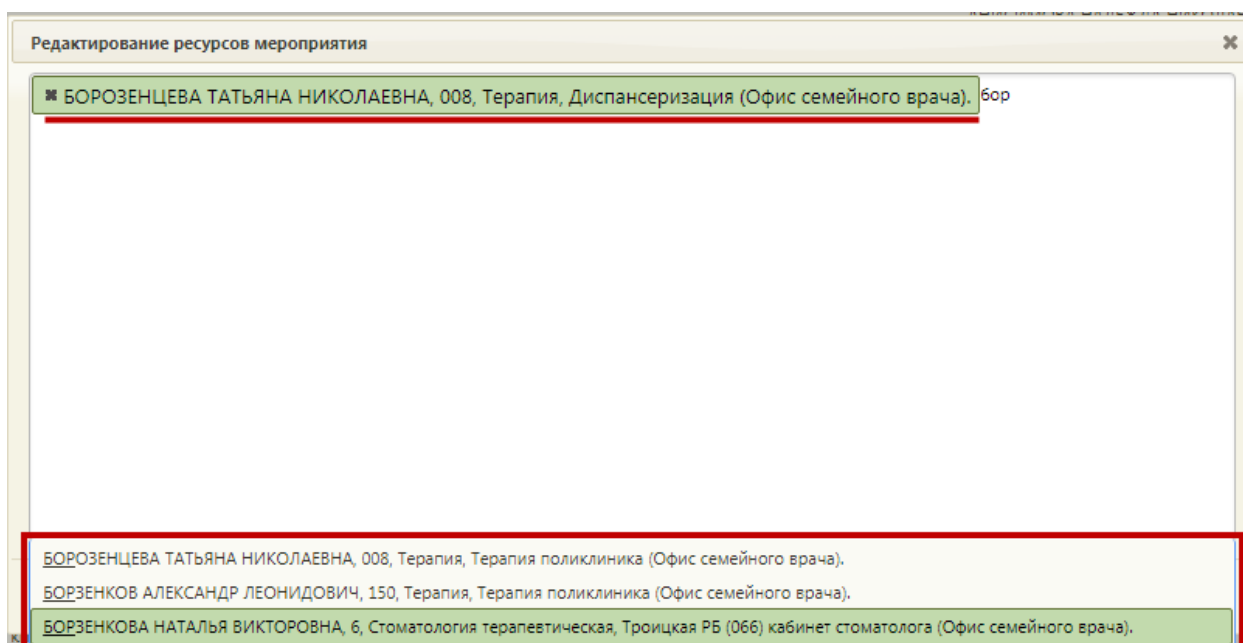 Редактирование ресурсов мероприятия
БОРОЗЕНЦЕВА ТАТЬЯНА НИКОЛАЕВНА, 008, Терапия, Диспансеризация (Офис семейного врача). бор
БОРОЗЕНЦЕВА ТАТЬЯНА НИКОЛАЕВНА, 008, Терапия, Терапия поликлиника (Офис семейного врача).
БОРЗЕНКОВ АЛЕКСАНДР ЛЕОНИДОВИЧ, 150, Терапия, Терапия поликлиника (Офис семейного врача).
БОРЗЕНКОВА НАТАЛЬЯ ВИКТОРОВНА, 6, Стоматология терапевтическая, Троицкая РБ (066) кабинет стоматолога (Офис семейного врача).